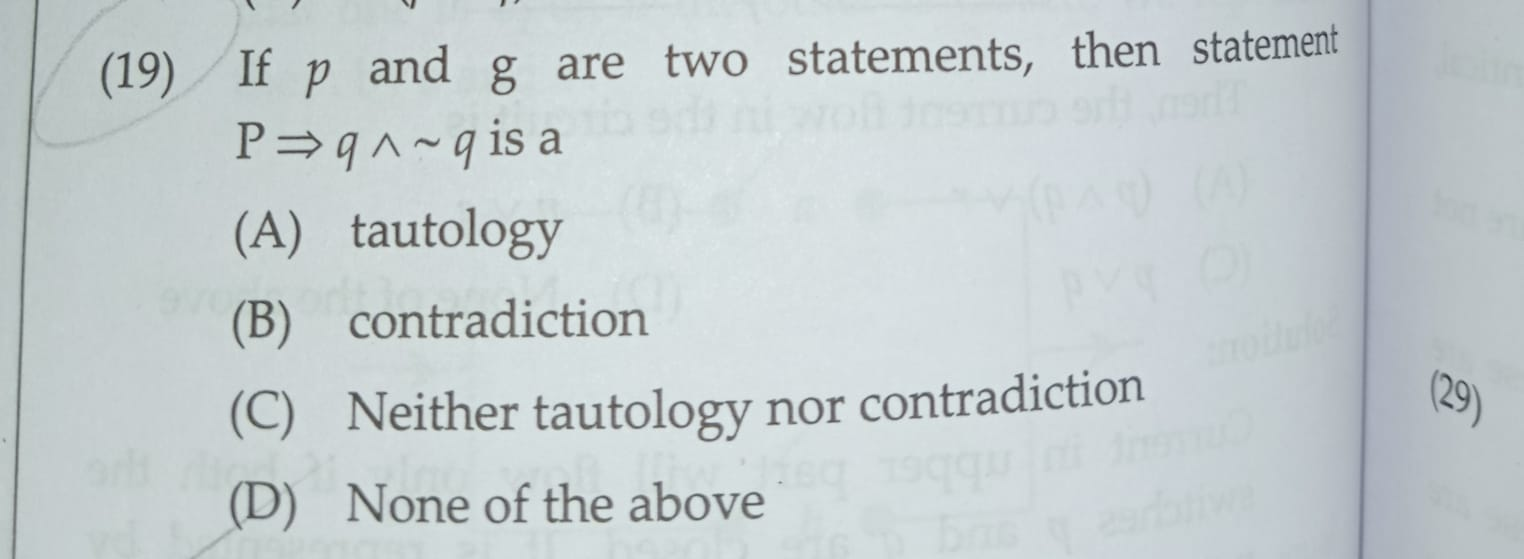 (19) If p and g are two statements, then statement
P⇒q∧~q is a
(A) tautology
(B) contradiction
(C) Neither tautology nor contradiction
(29)
(D) None of the above